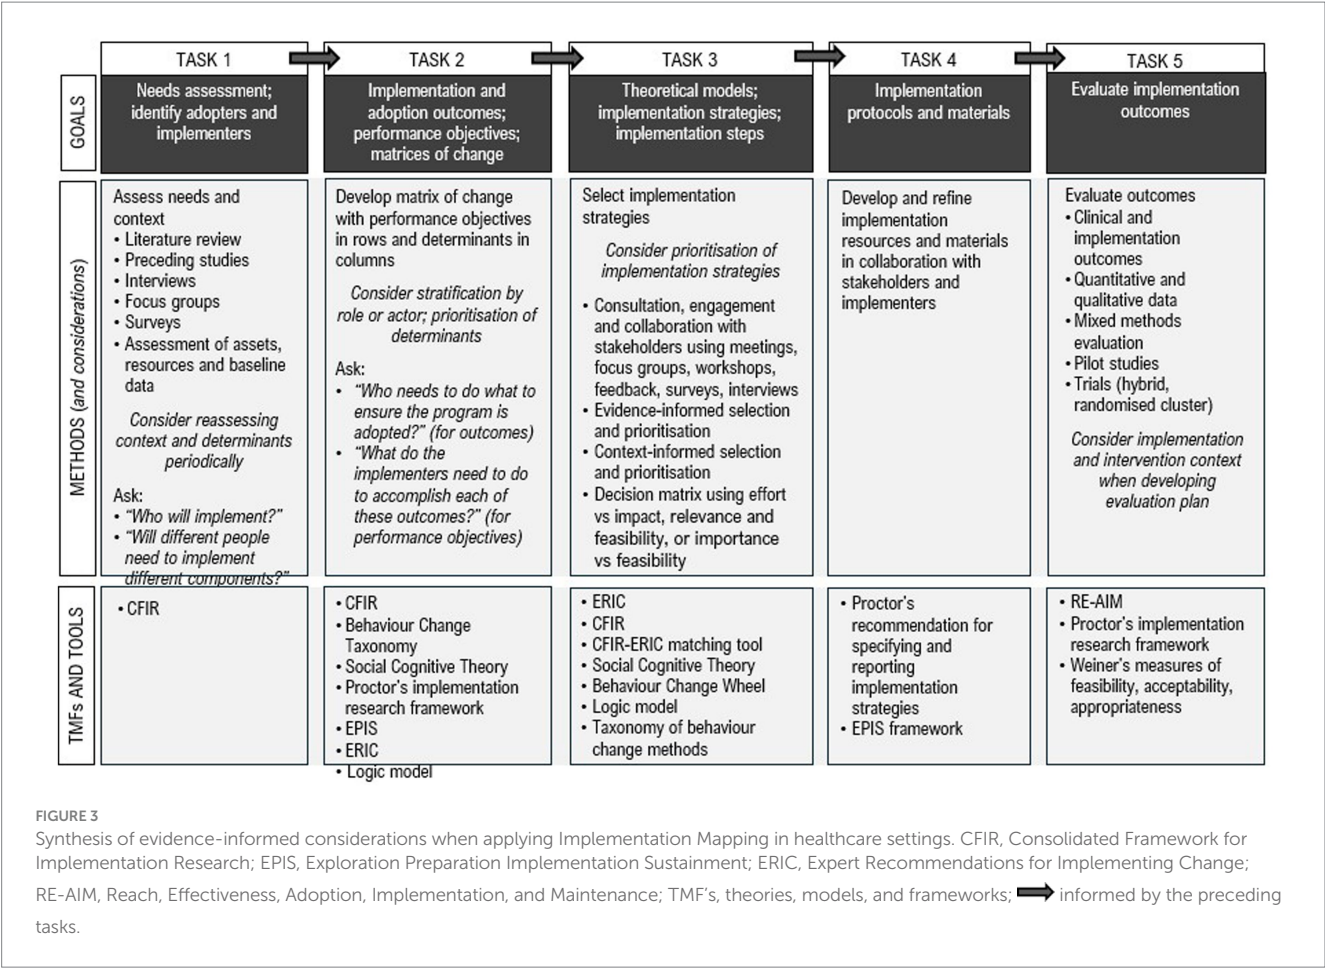 TASK 1
TASK 2
TASK 3
TASK 4
TASK 5
GOALS
Needs assessment;
identify adopters and
implementers
Implementation and
adoption outcomes;
performance objectives;
matrices of change
Theoretical models;
implementation strategies;
implementation steps
Implementation
protocols and materials
Evaluate implementation
outcomes
METHODS (and considerations)
Assess needs and
context
• Literature review
• Preceding studies
• Interviews
• Focus groups
• Surveys
• Assessment of assets,
resources and baseline
data
Consider reassessing
context and determinants
periodically
Ask:
• “Who will implement?”
• “Will different people
need to implement
different components?”
Develop matrix of change
with performance objectives
in rows and determinants in
columns
Consider stratification by
role or actor; prioritisation of
determinants
Ask:
• “Who needs to do what to
ensure the program is
adopted?” (for outcomes)
• “What do the
implementers need to do
to accomplish each of
these outcomes?” (for
performance objectives)
Select implementation
strategies
Consider prioritisation of
implementation strategies
• Consultation, engagement
and collaboration with
stakeholders using meetings,
focus groups, workshops,
feedback, surveys, interviews
• Evidence-informed selection
and prioritisation
• Context-informed selection
and prioritisation
• Decision matrix using effort
vs impact, relevance and
feasibility, or importance
vs feasibility
Develop and refine
implementation
resources and materials
in collaboration with
stakeholders and
implementers
Evaluate outcomes
• Clinical and
implementation
outcomes
• Quantitative and
qualitative data
• Mixed methods
evaluation
• Pilot studies
• Trials (hybrid,
randomised cluster)
Consider implementation
and intervention context
when developing
evaluation plan
TMFs AND TOOLS
• CFIR
• CFIR
• Behaviour Change
Taxonomy
• Social Cognitive Theory
• Proctor’s implementation
research framework
• EPIS
• ERIC
• Logic model
• ERIC
• CFIR
• CFIR-ERIC matching tool
• Social Cognitive Theory
• Behaviour Change Wheel
• Logic model
• Taxonomy of behaviour
change methods
• Proctor’s
recommendation for
specifying and
reporting
implementation
strategies
• EPIS framework
• RE-AIM
• Proctor’s implementation
research framework
• Weiner’s measures of
feasibility, acceptability,
appropriateness
FIGURE 3
Synthesis of evidence-informed considerations when applying Implementation Mapping in healthcare settings. CFIR, Consolidated Framework for
Implementation Research; EPIS, Exploration Preparation Implementation Sustainment; ERIC, Expert Recommendations for Implementing Change;
RE-AIM, Reach, Effectiveness, Adoption, Implementation, and Maintenance; TMF’s, theories, models, and frameworks; informed by the preceding
tasks.